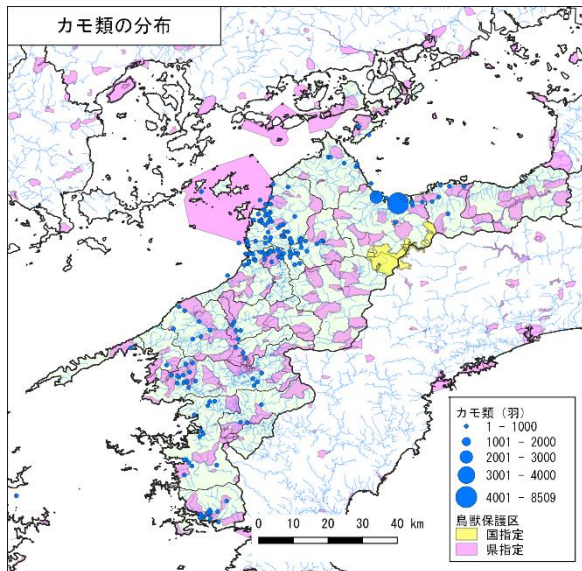 カモ類の分布
カモ類 (羽)
1 - 1000
1001 - 2000
2001 - 3000
3001 - 4000
4001 - 8509
鳥獣保護区
国指定
県指定
0 10 20 30 40 km